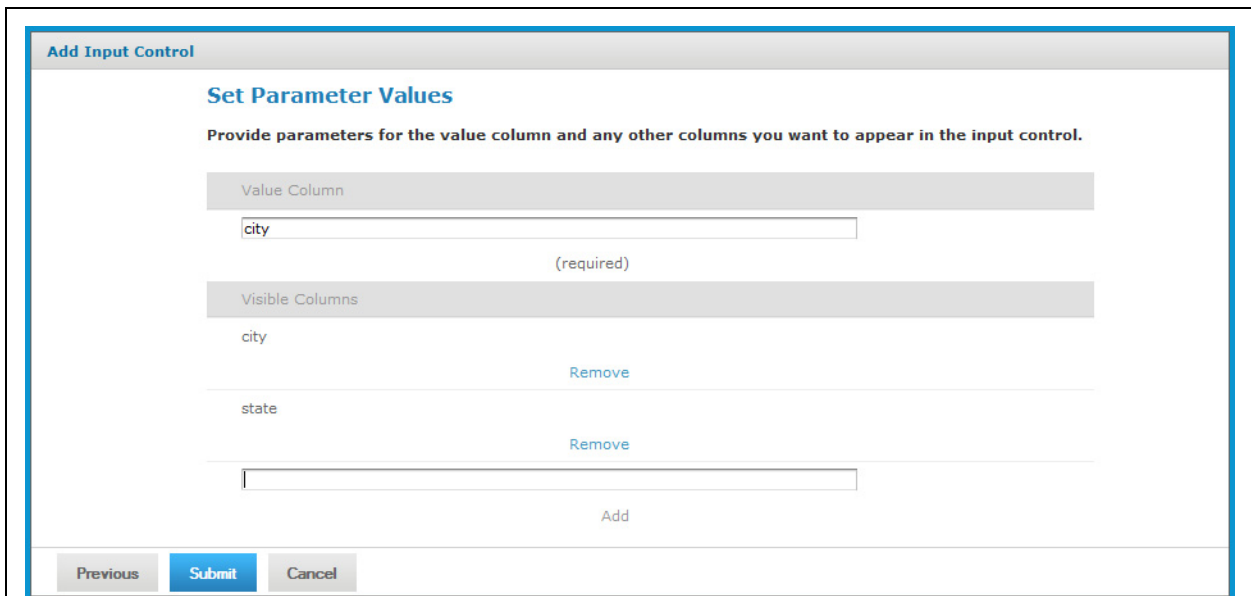 Add Input Control
Set Parameter Values
Provide parameters for the value column and any other columns you want to appear in the input control.
Value Column
city
(required)
Visible Columns
city
Remove
state
Remove
Add
Previous Submit Cancel